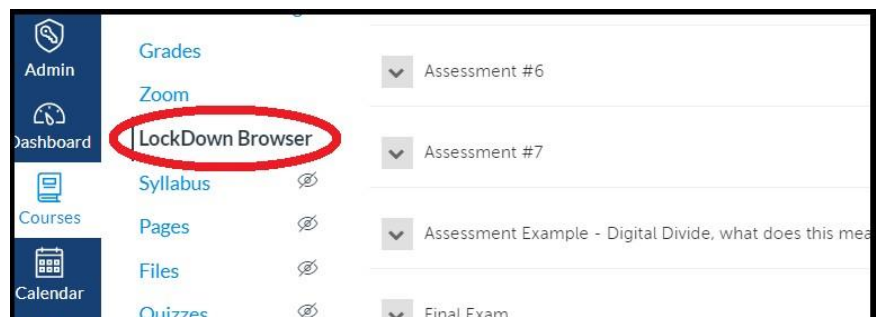 Admin
Dashboard
Courses
Calendar
Grades
Zoom
LockDown Browser
Syllabus
Pages
Files
Quizzes
Assessment #6
Assessment #7
Assessment Example - Digital Divide, what does this mea
Final Exam